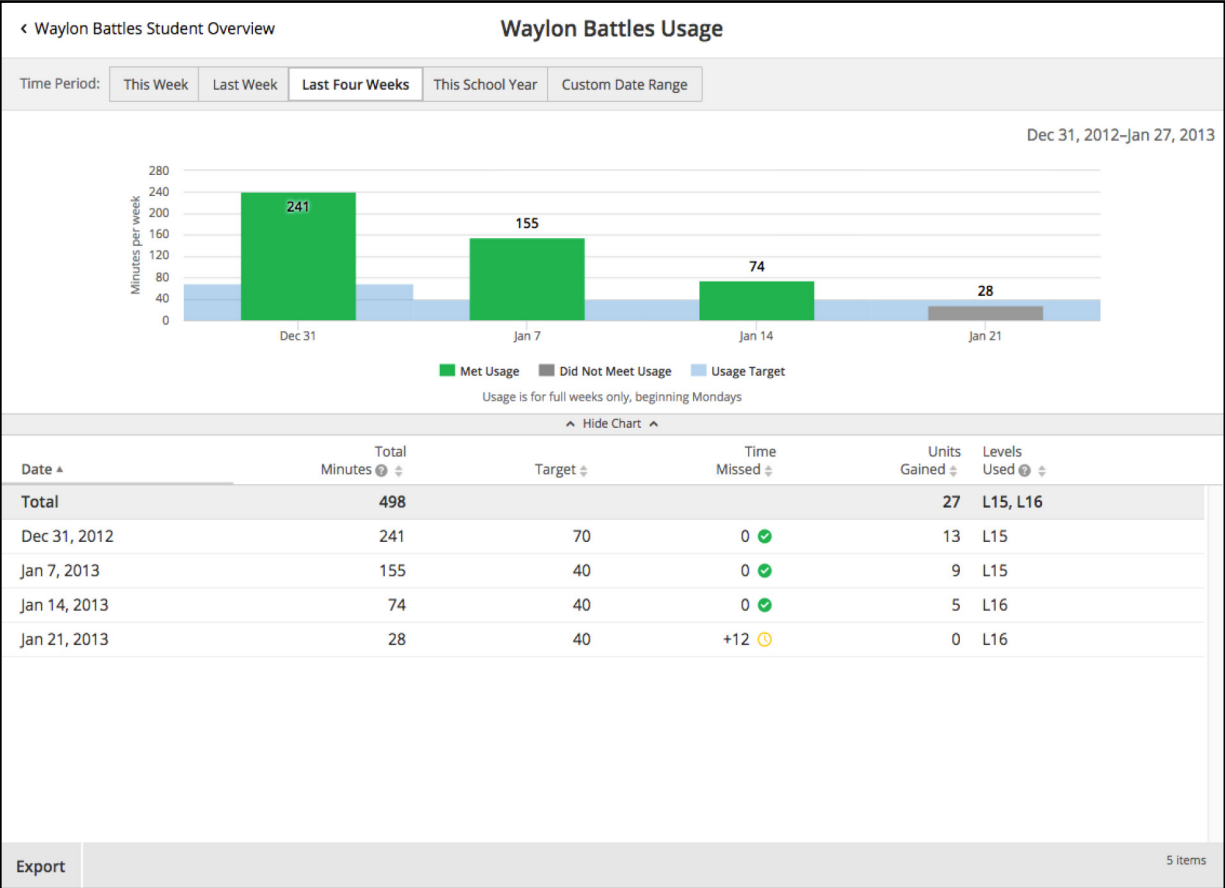 Waylon Battles Student Overview
Waylon Battles Usage
Time Period: This Week Last Week Last Four Weeks This School Year Custom Date Range
Dec 31, 2012–Jan 27, 2013
Minutes per week
280
240
200
160
120
80
40
0
241
155
74
28
Dec 31 Jan 7 Jan 14 Jan 21
Met Usage Did Not Meet Usage Usage Target
Usage is for full weeks only, beginning Mondays
Hide Chart
Date Total Minutes ? Target Time Missed Units Gained Levels Used ?
Total 498 27 L15, L16
Dec 31, 2012 241 70 0 13 L15
Jan 7, 2013 155 40 0 9 L15
Jan 14, 2013 74 40 0 5 L16
Jan 21, 2013 28 40 +12 0 L16
Export 5 items